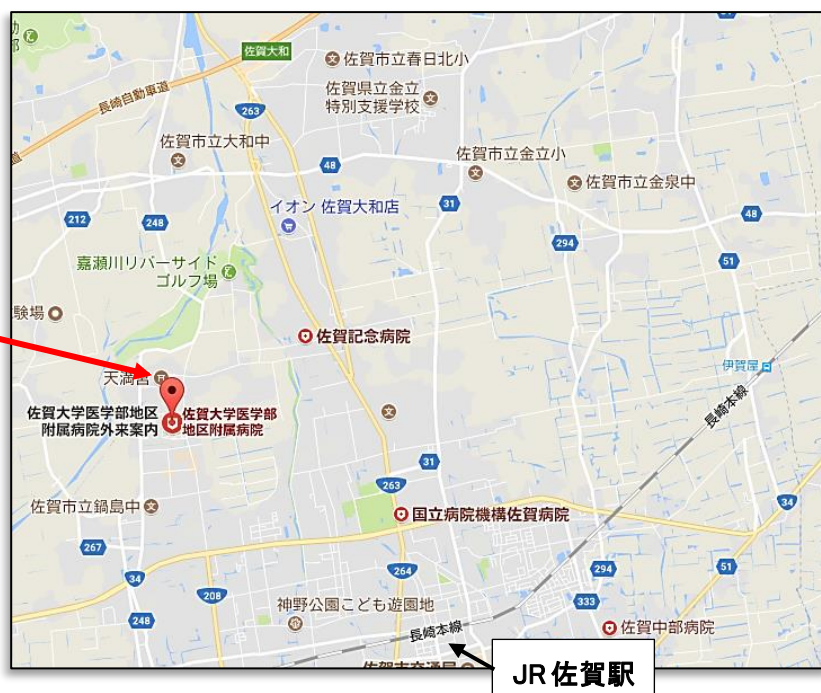 佐賀大和
佐賀市立春日北小
長崎自動車道
263
佐賀県立金立
特別支援学校
佐賀市立大和中
48
佐賀市立金立小
佐賀市立金泉中
212
248
イオン 佐賀大和店
31
48
294
51
嘉瀬川リバーサイド
ゴルフ場
験場
佐賀記念病院
天満宮
伊賀屋
佐賀大学医学部地区
附属病院外来案内
佐賀大学医学部
地区附属病院
長崎本線
31
263
佐賀市立鍋島中
国立病院機構佐賀病院
34
267
34
208
264
294
51
248
神野公園こども遊園地
333
佐賀中部病院
長崎本線
JR佐賀駅